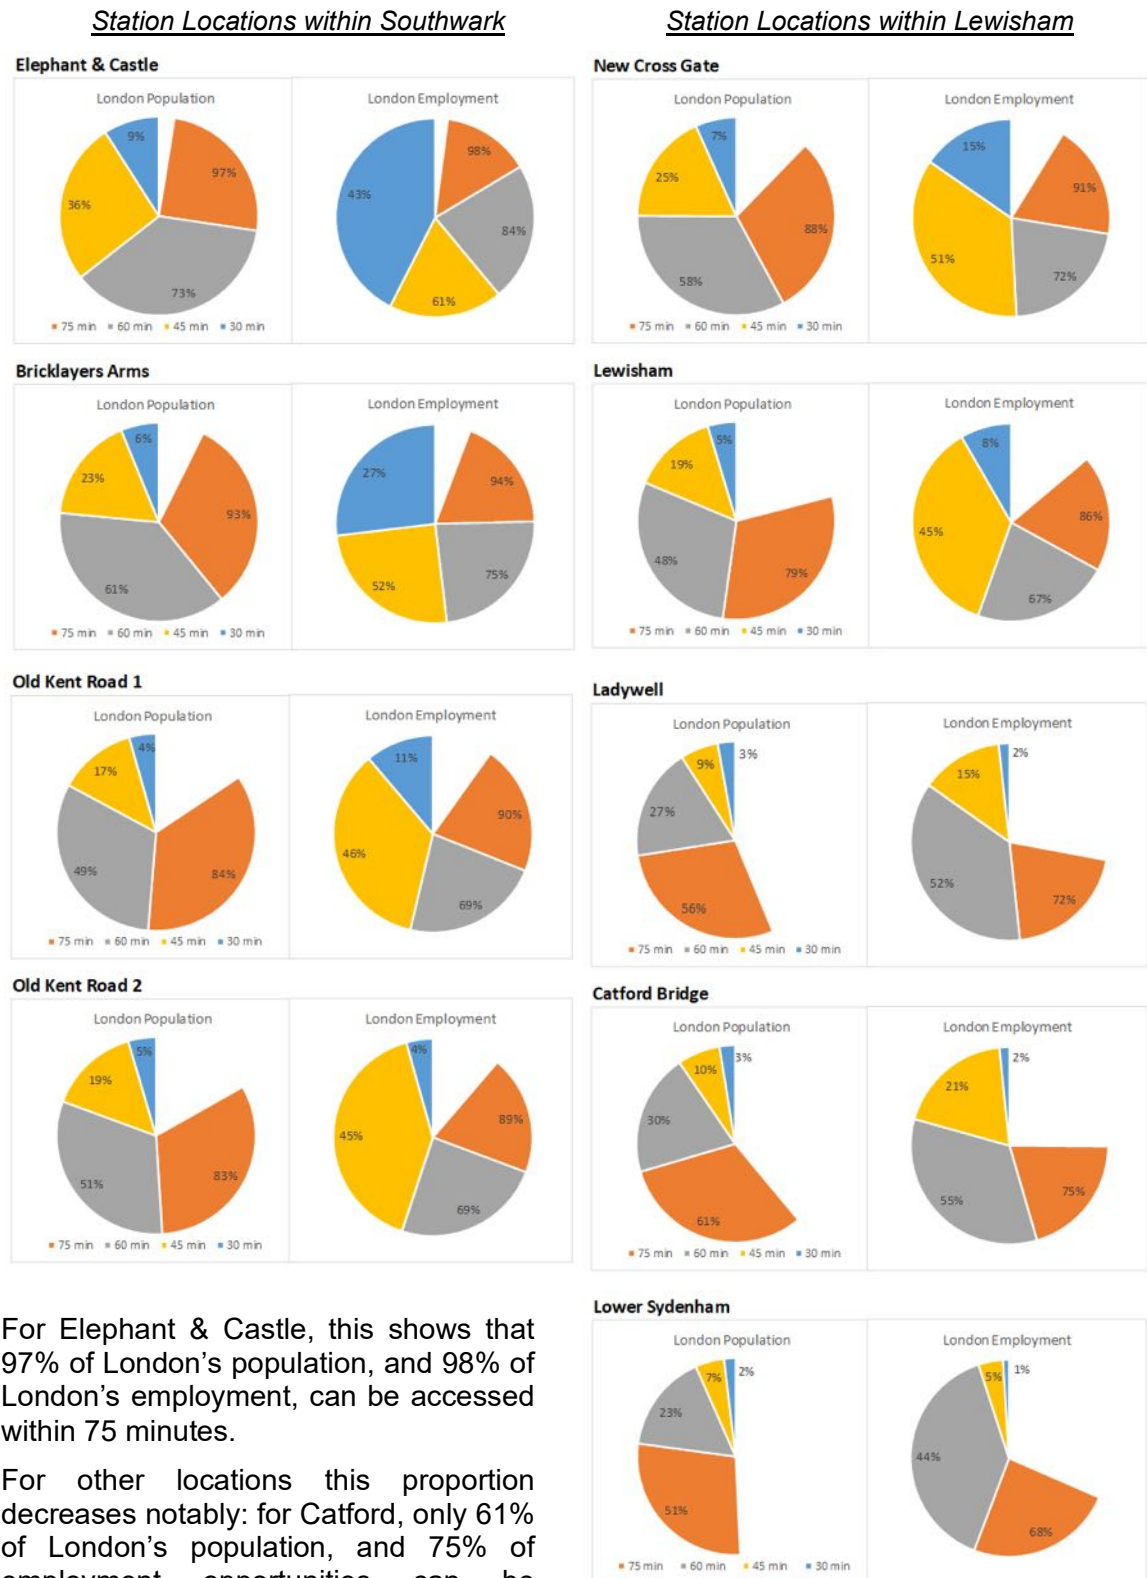 Station Locations within Southwark
Elephant & Castle
London Population
9%
97%
36%
73%
▪ 75 min ▪ 60 min ▪ 45 min ▪ 30 min
London Employment
98%
43%
84%
61%
Bricklayers Arms
London Population
6%
23%
93%
61%
▪ 75 min ▪ 60 min ▪ 45 min ▪ 30 min
London Employment
27%
94%
75%
52%
Old Kent Road 1
London Population
4%
17%
49%
84%
▪ 75 min ▪ 60 min ▪ 45 min ▪ 30 min
London Employment
11%
90%
46%
69%
Old Kent Road 2
London Population
5%
19%
83%
51%
▪ 75 min ▪ 60 min ▪ 45 min ▪ 30 min
London Employment
4%
89%
45%
69%
For Elephant & Castle, this shows that
97% of London’s population, and 98% of
London’s employment, can be accessed
within 75 minutes.
For other locations this proportion
decreases notably: for Catford, only 61%
of London’s population, and 75% of
employment opportunities can be
Station Locations within Lewisham
New Cross Gate
London Population
7%
25%
88%
58%
▪ 75 min ▪ 60 min ▪ 45 min ▪ 30 min
London Employment
15%
91%
51%
72%
Lewisham
London Population
5%
19%
48%
79%
▪ 75 min ▪ 60 min ▪ 45 min ▪ 30 min
London Employment
8%
86%
45%
67%
Ladywell
London Population
3%
9%
27%
56%
▪ 75 min ▪ 60 min ▪ 45 min ▪ 30 min
London Employment
2%
15%
52%
72%
Catford Bridge
London Population
3%
10%
30%
61%
▪ 75 min ▪ 60 min ▪ 45 min ▪ 30 min
London Employment
2%
21%
75%
55%
Lower Sydenham
London Population
2%
7%
23%
51%
▪ 75 min ▪ 60 min ▪ 45 min ▪ 30 min
London Employment
1%
5%
44%
68%